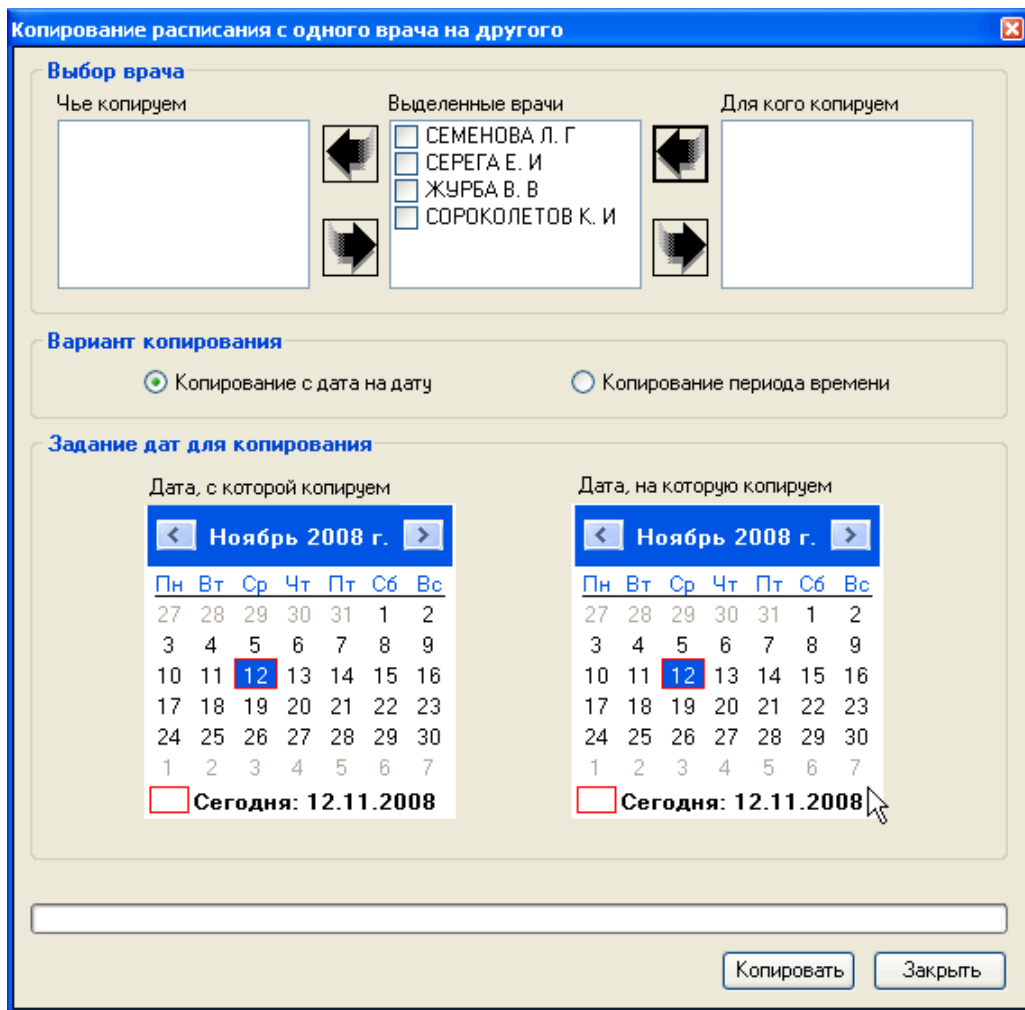 Копирование расписания с одного врача на другого
Выбор врача
Чье копируем
Выделенные врачи
Для кого копируем
СЕМЕНОВА Л. Г
СЕРЕГА Е. И
ЖУРБА В. В
СОРОКОЛЕТОВ К. И
Вариант копирования
Копирование с дата на дату
Копирование периода времени
Задание дат для копирования
Дата, с которой копируем
Ноябрь 2008 г.
Пн Вт Ср Чт Пт Сб Вс
27 28 29 30 31 1 2
3 4 5 6 7 8 9
10 11 12 13 14 15 16
17 18 19 20 21 22 23
24 25 26 27 28 29 30
1 2 3 4 5 6 7
Сегодня: 12.11.2008
Дата, на которую копируем
Ноябрь 2008 г.
Пн Вт Ср Чт Пт Сб Вс
27 28 29 30 31 1 2
3 4 5 6 7 8 9
10 11 12 13 14 15 16
17 18 19 20 21 22 23
24 25 26 27 28 29 30
1 2 3 4 5 6 7
Сегодня: 12.11.2008
Копировать
Закрыть